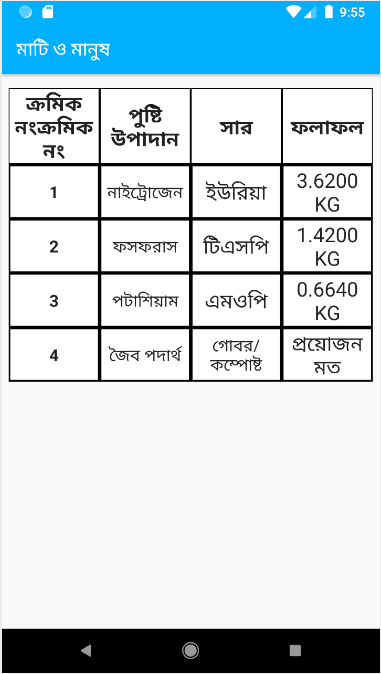 9:55
মাটি ও মানুষ
ক্রমিক নংক্রমিক নং পুষ্টি উপাদান সার ফলাফল
1 নাইট্রোজেন ইউরিয়া 3.6200 KG
2 ফসফরাস টিএসপি 1.4200 KG
3 পটাশিয়াম এমওপি 0.6640 KG
4 জৈব পদার্থ গোবর/ কম্পোষ্ট প্রয়োজন মত